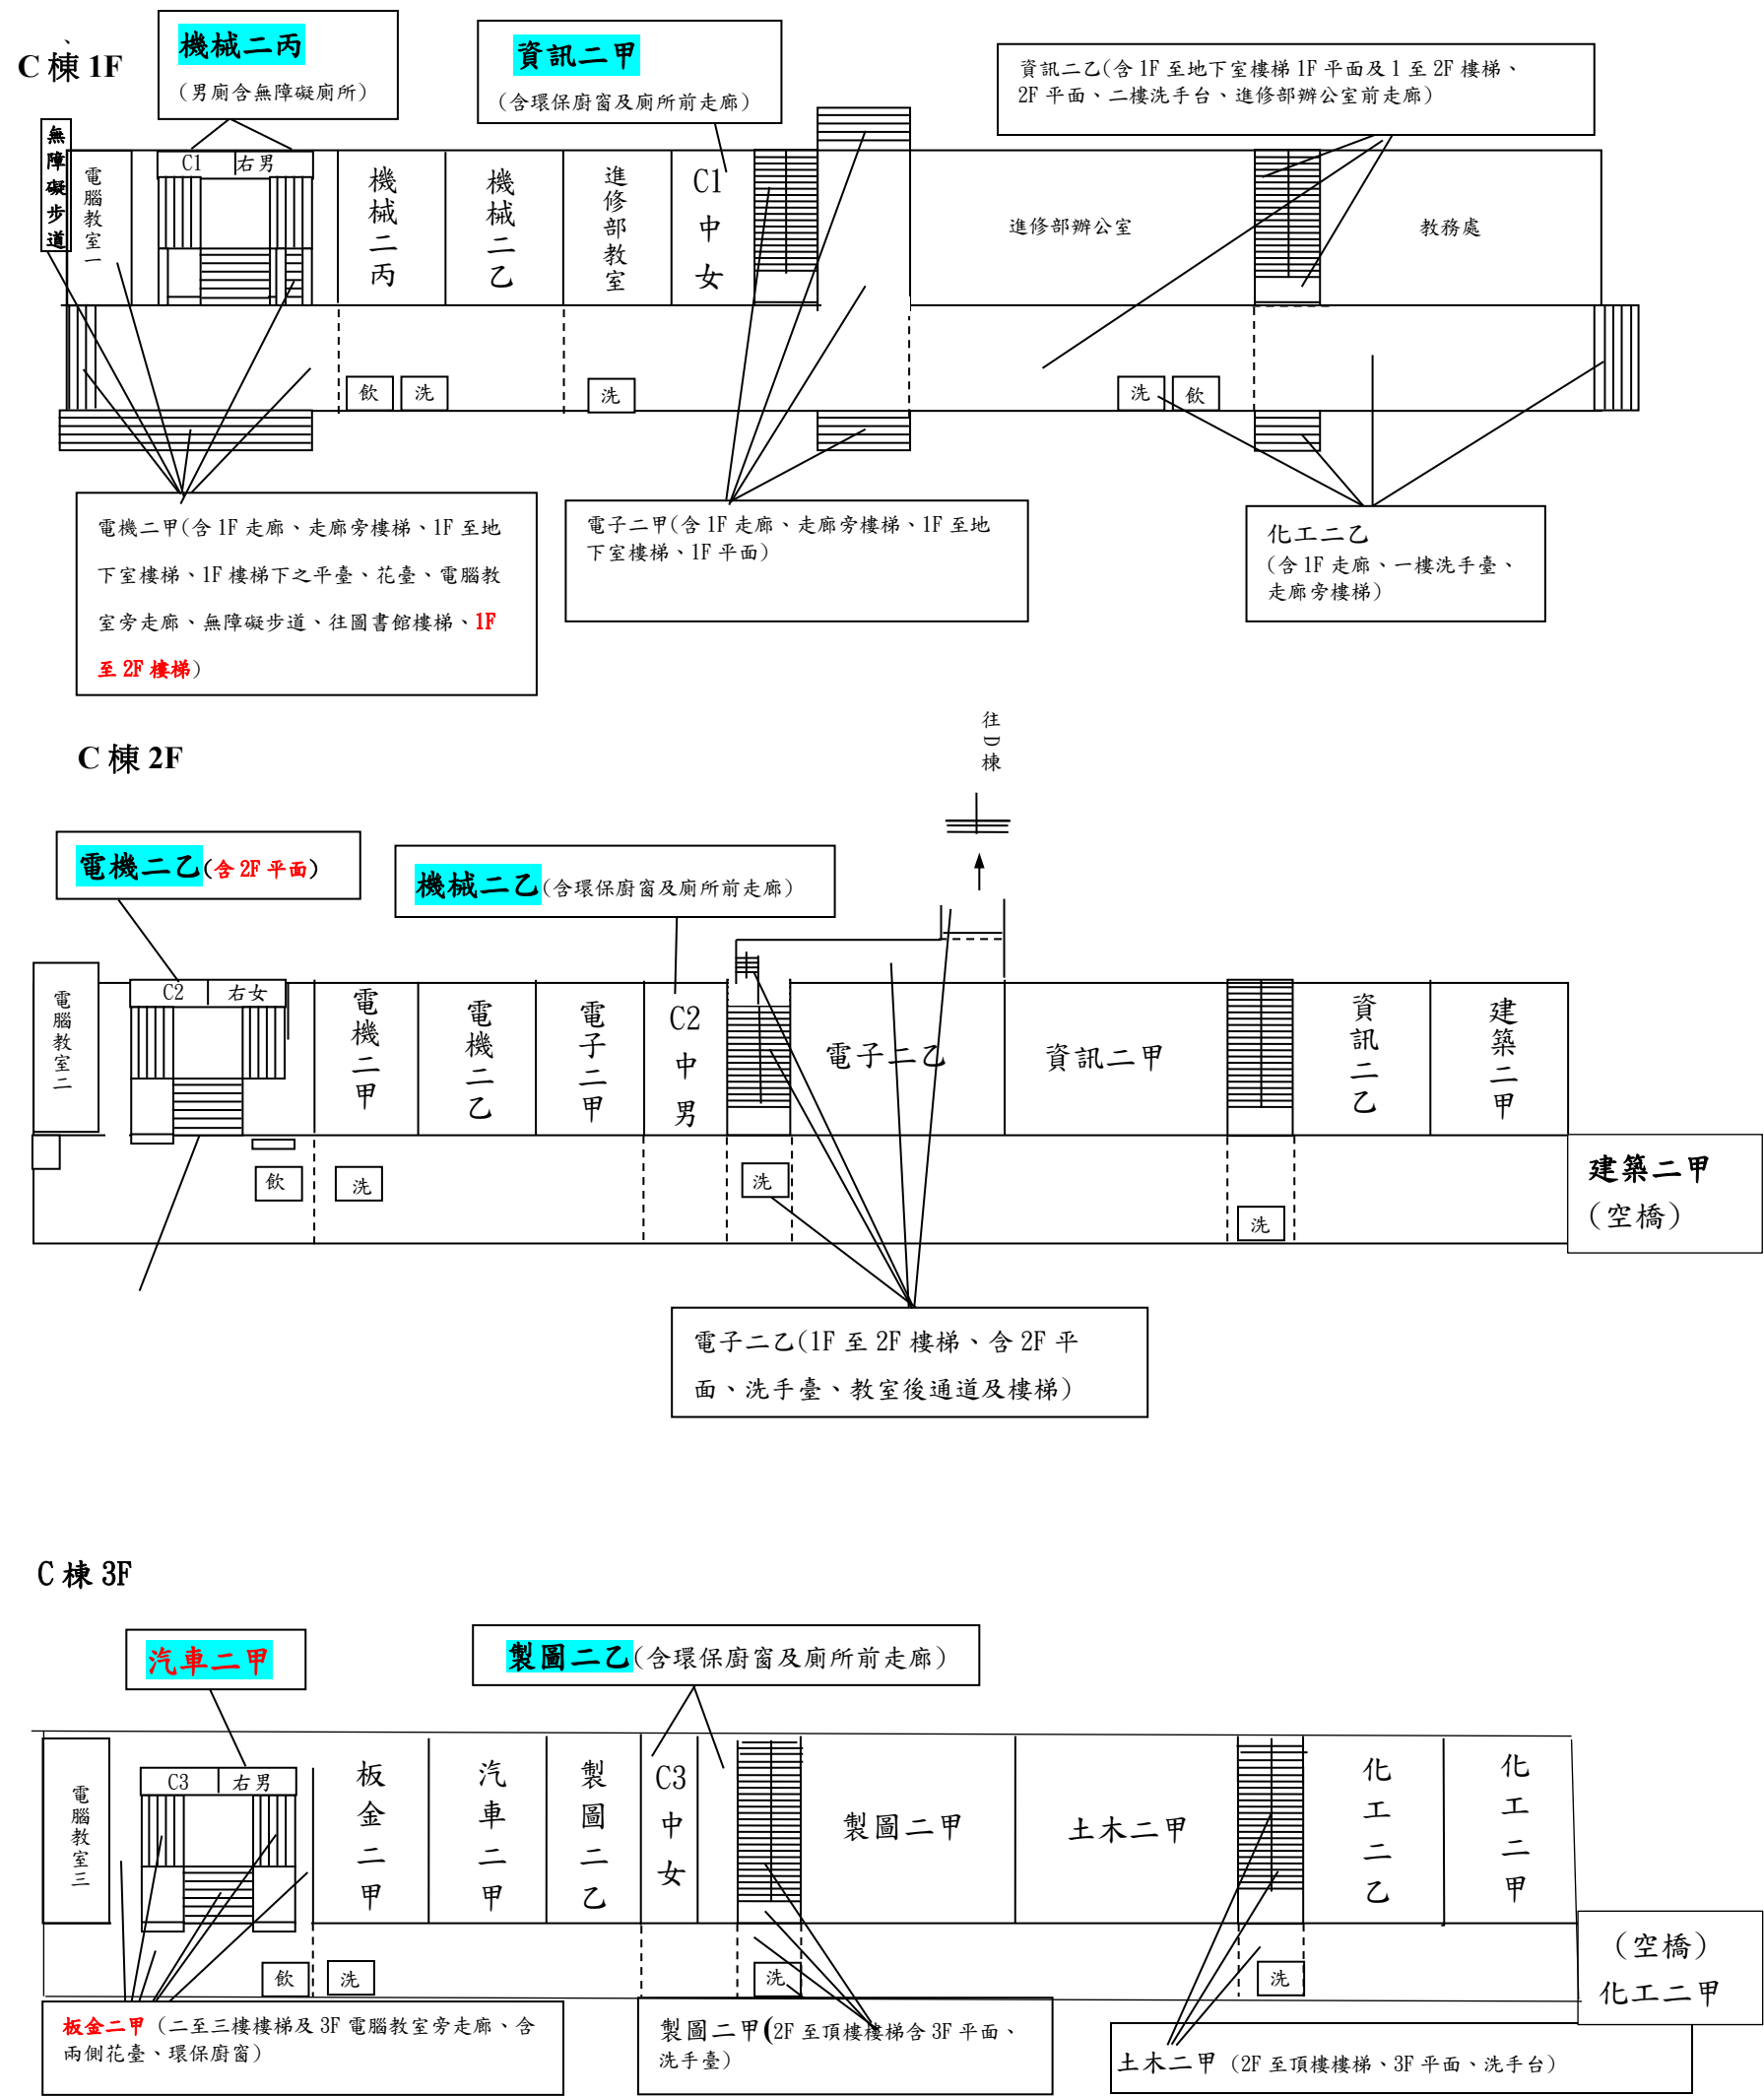 、
C 棟 1F
機械二丙
(男廁含無障礙廁所)
資訊二甲
(含環保廚窗及廁所前走廊)
資訊二乙(含 1F 至地下室樓梯 1F 平面及 1 至 2F 樓梯、
2F 平面、二樓洗手台、進修部辦公室前走廊)
無障礙步道
電腦教室一
C1
右男
機械二丙
機械二乙
進修部教室
C1中女
進修部辦公室
教務處
飲
洗
洗
洗
飲
電機二甲(含 1F 走廊、走廊旁樓梯、1F 至地
下室樓梯、1F 樓梯下之平臺、花臺、電腦教
室旁走廊、無障礙步道、往圖書館樓梯、1F
至 2F 樓梯)
電子二甲(含 1F 走廊、走廊旁樓梯、1F 至地
下室樓梯、1F 平面)
化工二乙
(含 1F 走廊、一樓洗手臺、
走廊旁樓梯)
C 棟 2F
往D棟
電機二乙(含 2F 平面)
機械二乙(含環保廚窗及廁所前走廊)
電腦教室二
C2
右女
電機二甲
電機二乙
電子二甲
C2中男
電子二乙
資訊二甲
資訊二乙
建築二甲
飲
洗
洗
洗
建築二甲
(空橋)
電子二乙(1F 至 2F 樓梯、含 2F 平
面、洗手臺、教室後通道及樓梯)
C 棟 3F
汽車二甲
製圖二乙(含環保廚窗及廁所前走廊)
電腦教室三
C3
右男
板金二甲
汽車二甲
製圖二乙
C3中女
製圖二甲
土木二甲
化工二乙
化工二甲
飲
洗
洗
洗
(空橋)
化工二甲
板金二甲 (二至三樓樓梯及 3F 電腦教室旁走廊、含
兩側花臺、環保廚窗)
製圖二甲(2F 至頂樓樓梯含 3F 平面、
洗手臺)
土木二甲 (2F 至頂樓樓梯、3F 平面、洗手台)